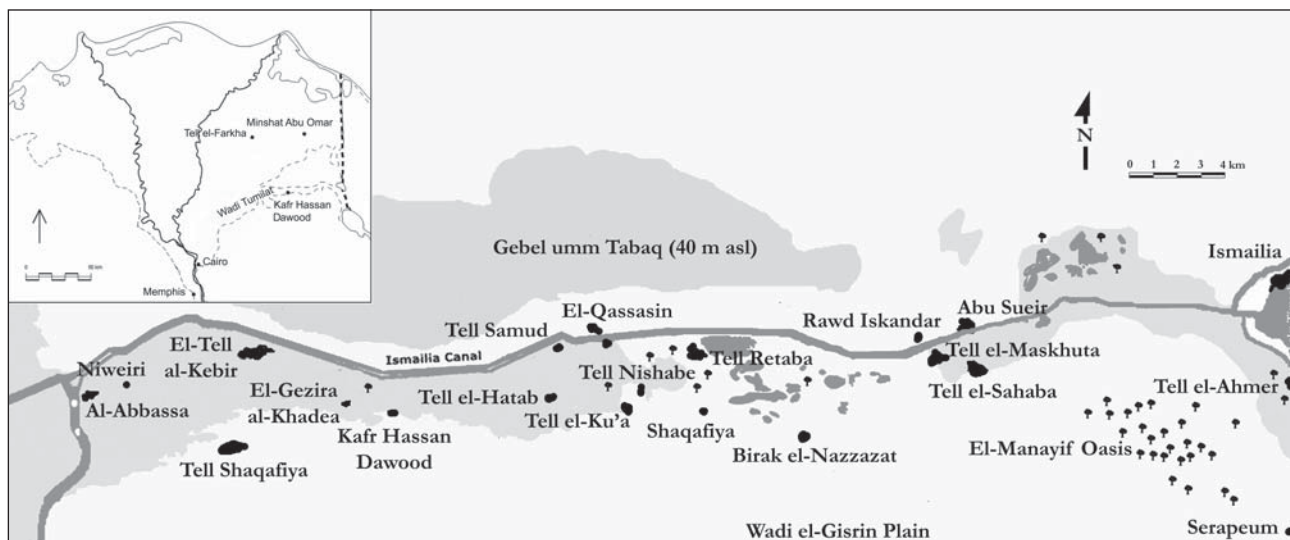 Tell el-Farkha
Minshat Abu Omar
Wadi Tumilat
Kafr Hassan
Dawood
Cairo
Memphis
0
50 km
N
0 1 2 3 4 km
Gebel umm Tabaq (40 m asl)
Ismailia
El-Qassasin
Abu Sueir
Rawd Iskandar
Tell Samud
El-Tell
al-Kebir
Ismailia Canal
Niweiri
Tell Retaba
Tell el-Maskhuta
Tell Nishabe
Al-Abbassa
El-Gezira
al-Khadea
Tell el-Hatab
Tell el-Sahaba
Tell el-Ahmer
Tell el-Ku'a
Shaqafiya
Kafr Hassan
Dawood
Birak el-Nazzazat
El-Manayif Oasis
Tell Shaqafiya
Wadi el-Gisrin Plain
Serapeum